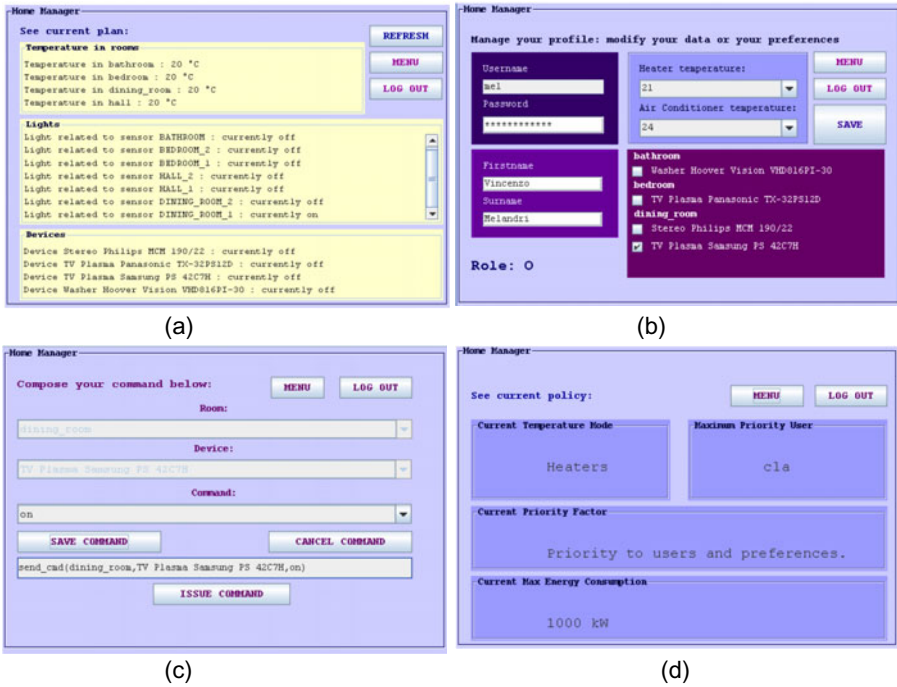 Home Manager
See current plan:
REFRESH
MENU
LOG OUT
Temperature in rooms
Temperature in bathroom : 20 °C
Temperature in bedroom : 20 °C
Temperature in dining_room : 20 °C
Temperature in hall : 20 °C
Lights
Light related to sensor BATHROOM : currently off
Light related to sensor BEDROOM_2 : currently off
Light related to sensor BEDROOM_1 : currently off
Light related to sensor HALL_2 : currently off
Light related to sensor HALL_1 : currently off
Light related to sensor DINING_ROOM_2 : currently off
Light related to sensor DINING_ROOM_1 : currently on
Devices
Device Stereo Philips MCM 190/22 : currently off
Device TV Plasma Panasonic TX-32PS12D : currently off
Device TV Plasma Samsung PS 42C7H : currently off
Device Washer Hoover Vision VHD816PI-30 : currently off
(a)
Home Manager
Manage your profile: modify your data or your preferences
Username
mel
Password
************
Heater temperature:
21
Air Conditioner temperature:
24
MENU
LOG OUT
SAVE
Firstname
Vincenzo
Surname
Melandri
Role: O
bathroom
Washer Hoover Vision VHD816PI-30
bedroom
TV Plasma Panasonic TX-32PS12D
dining_room
Stereo Philips MCM 190/22
TV Plasma Samsung PS 42C7H
(b)
Home Manager
Compose your command below:
MENU
LOG OUT
Room:
dining_room
Device:
TV Plasma Samsung PS 42C7H
Command:
on
SAVE COMMAND
CANCEL COMMAND
send_cmd(dining_room,TV Plasma Samsung PS 42C7H,on)
ISSUE COMMAND
(c)
Home Manager
See current policy:
MENU
LOG OUT
Current Temperature Mode
Heaters
Maximum Priority User
cla
Current Priority Factor
Priority to users and preferences.
Current Max Energy Consumption
1000 kW
(d)